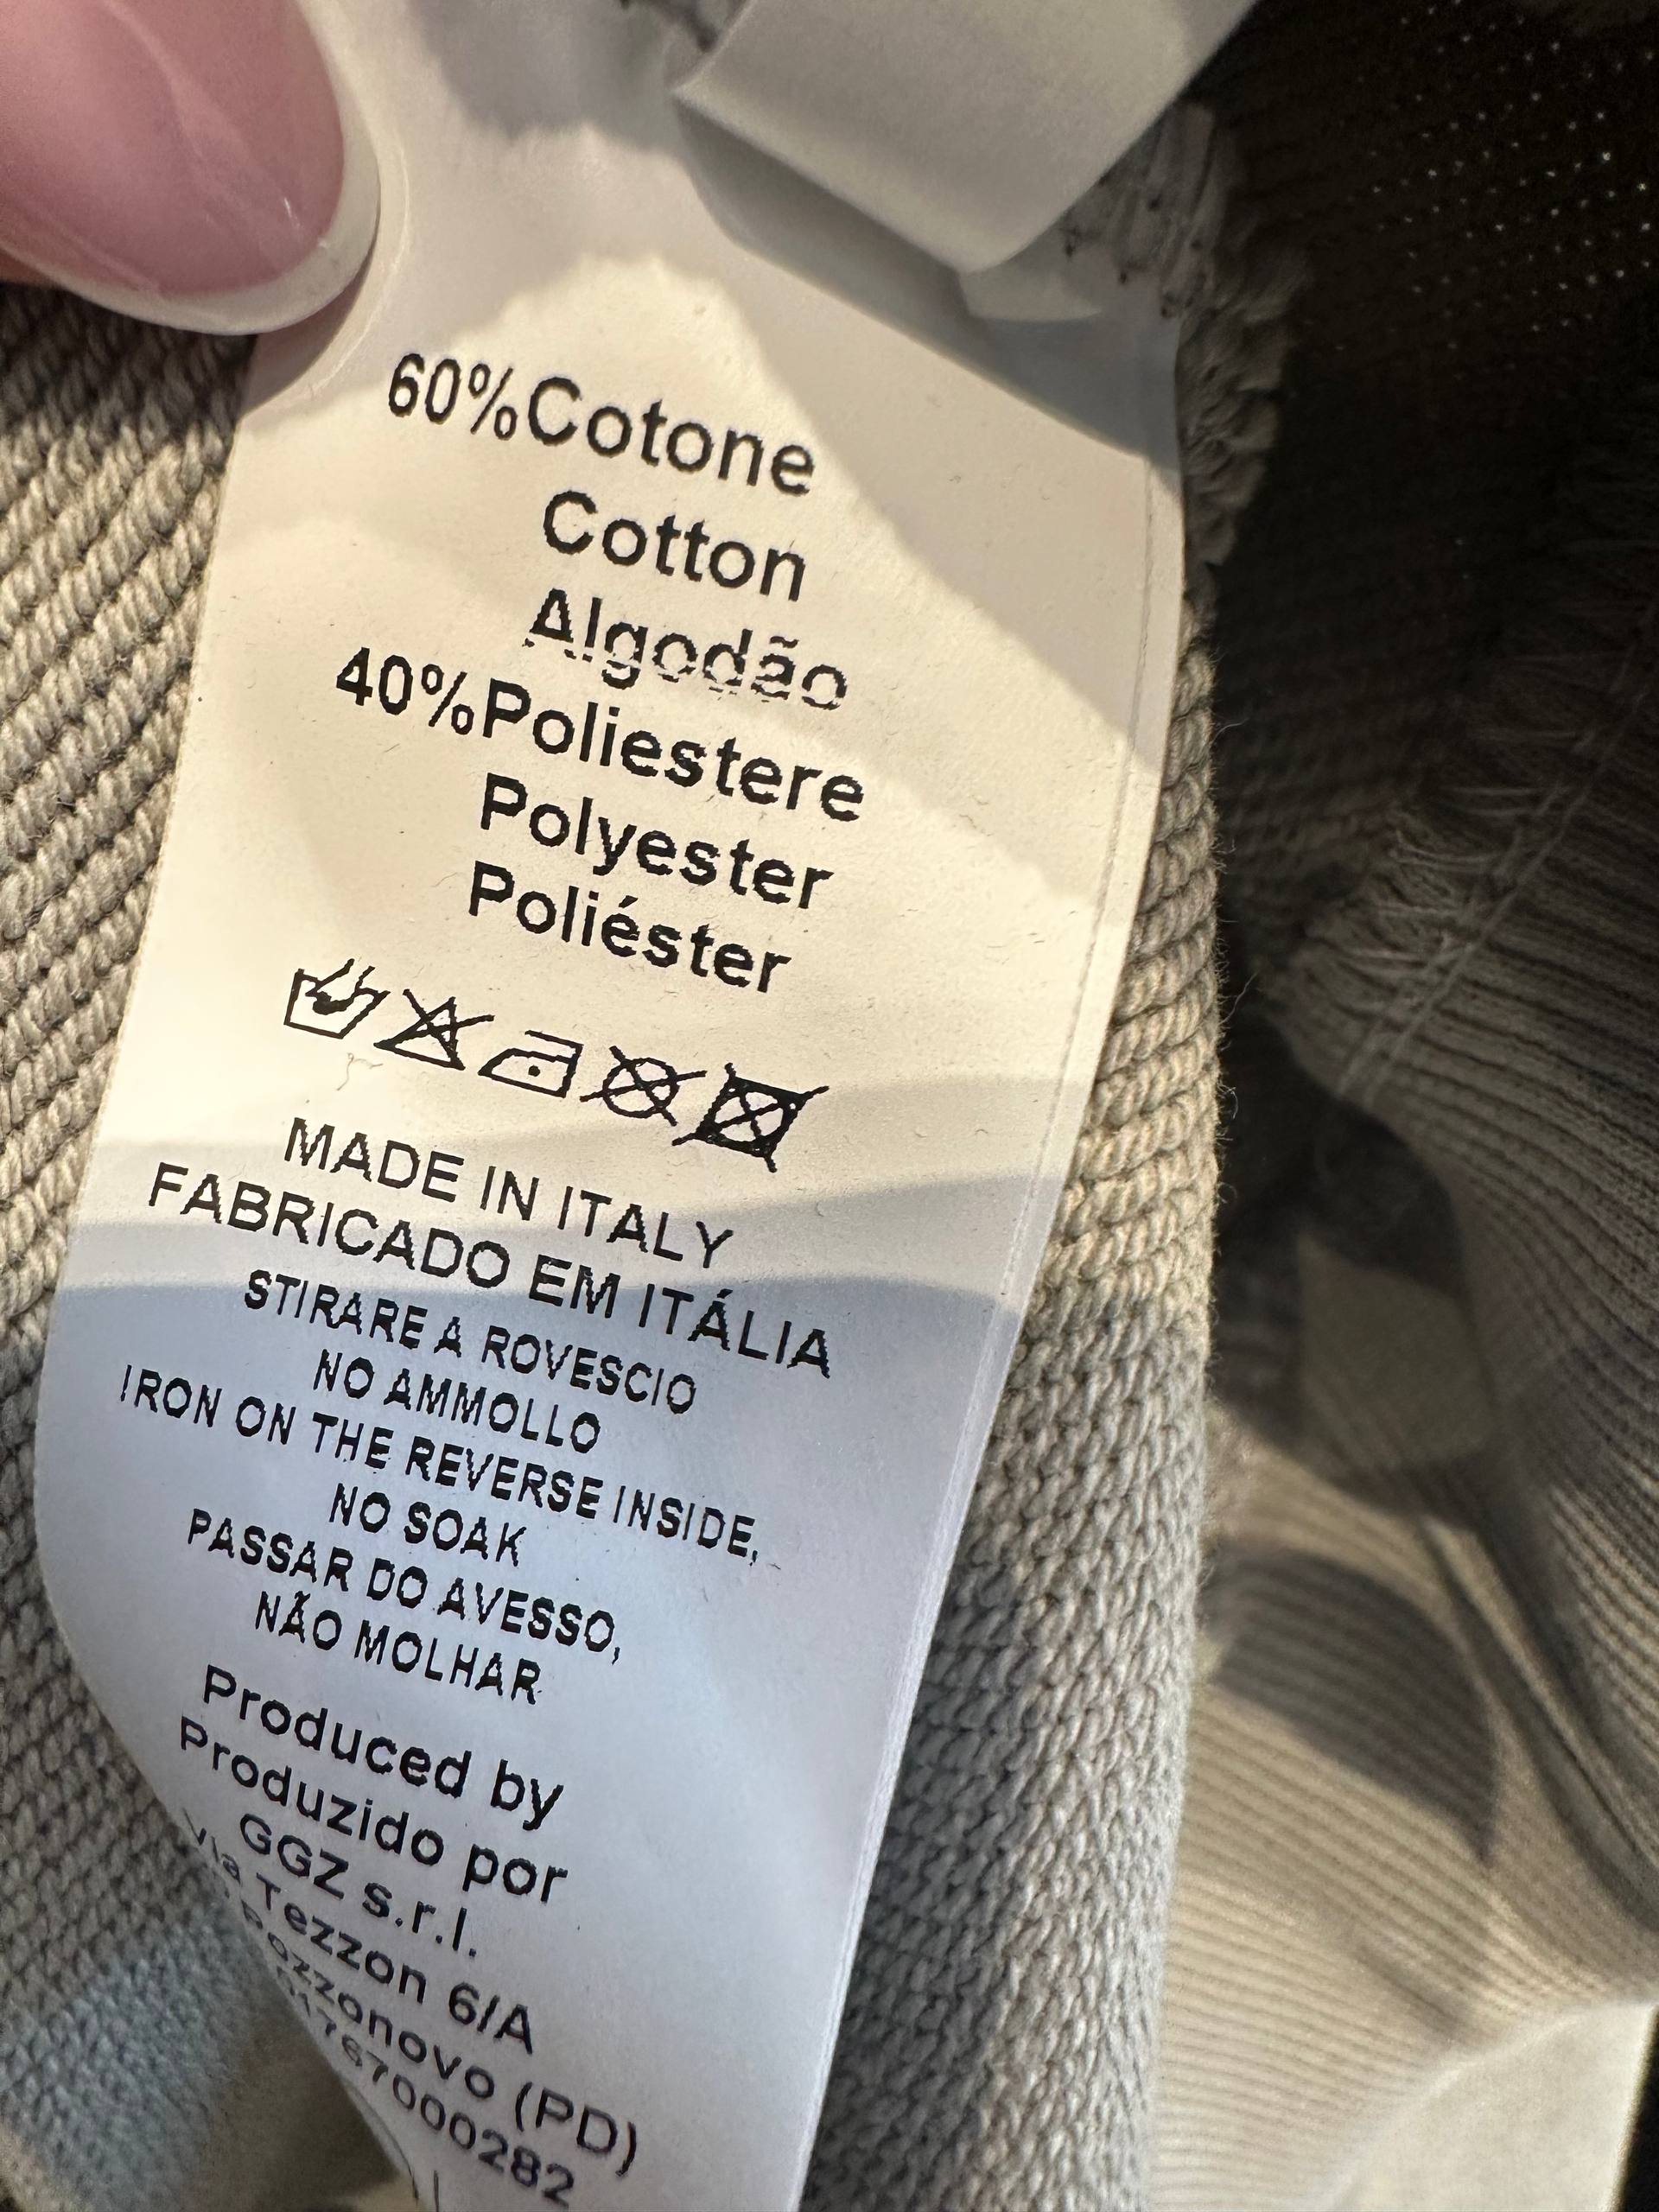 60%Cotone
Cotton
Algodão
40%Poliestere
Polyester
Poliéster
MADE IN ITALY
FABRICADO EM ITÁLIA
STIRARE A ROVESCIO
NO AMMOLLO
IRON ON THE REVERSE INSIDE,
NO SOAK
PASSAR DO AVESSO,
NÃO MOLHAR
Produced by
Produzido por
GGZ s.r.l.
Via Tezzon 6/A
Pozzonovo (PD)